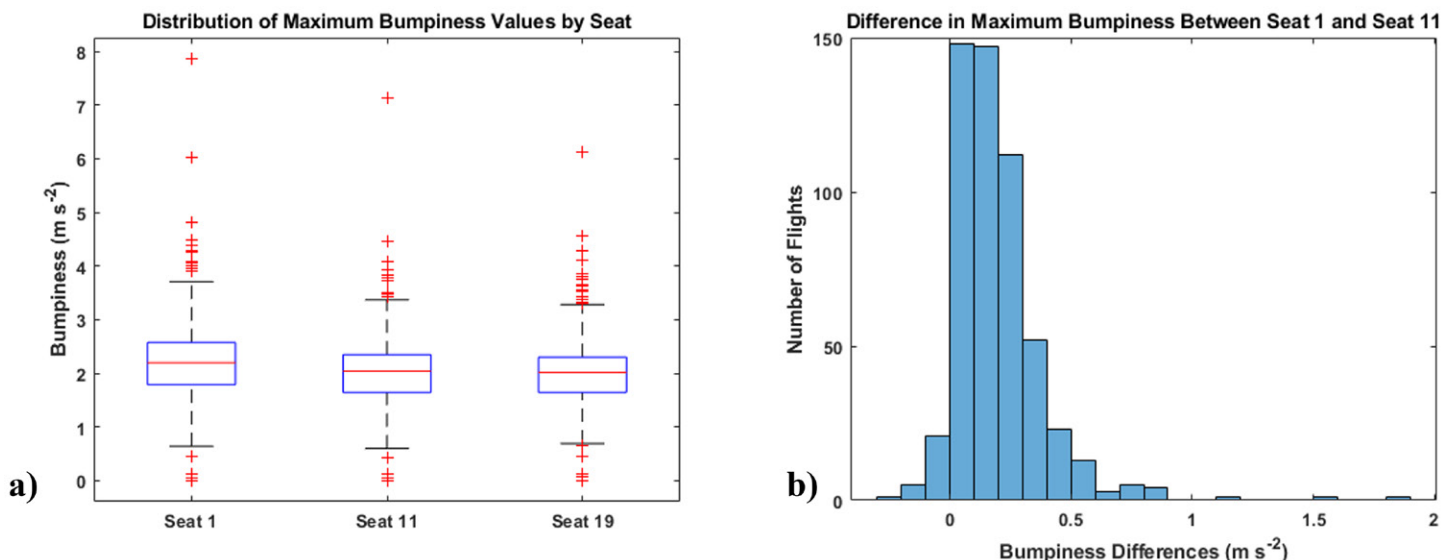 Distribution of Maximum Bumpiness Values by Seat
8
7
6
5
4
3
2
1
0
Bumpiness (m s⁻²)
Seat 1 Seat 11 Seat 19
a)
Difference in Maximum Bumpiness Between Seat 1 and Seat 11
150
100
50
0
Number of Flights
0 0.5 1 1.5 2
Bumpiness Differences (m s⁻²)
b)